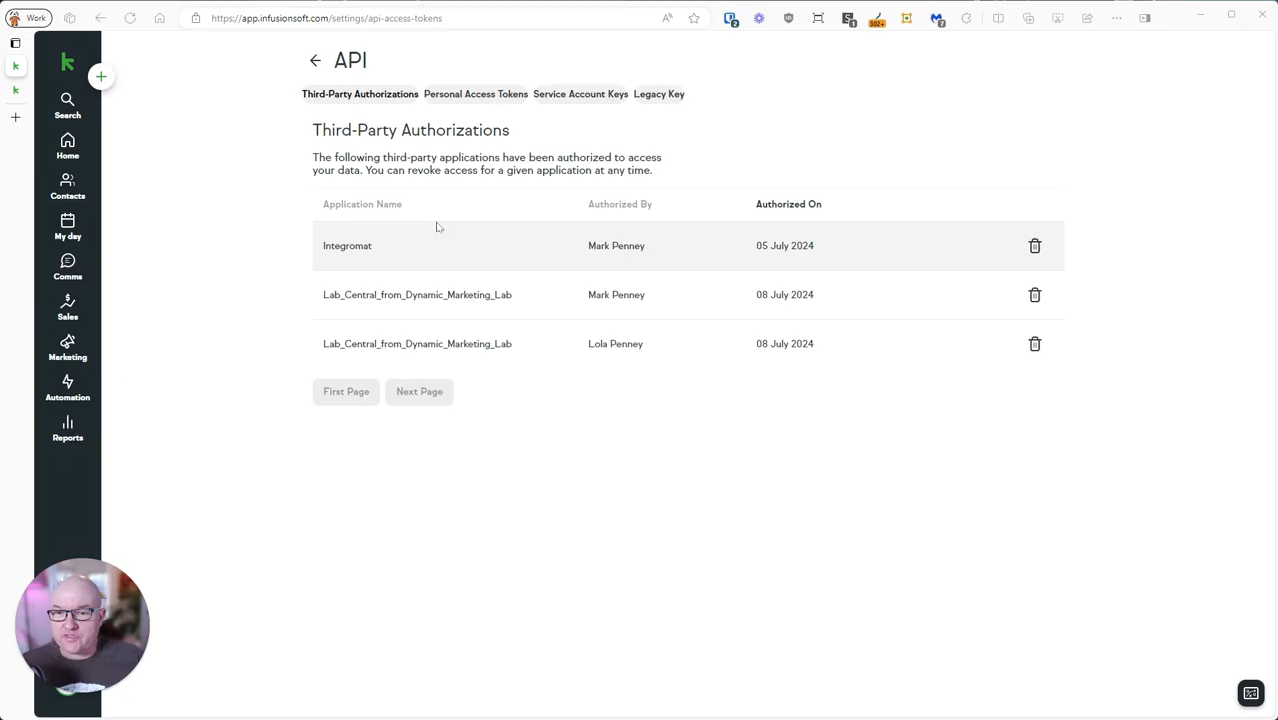 Work
https://app.infusionsoft.com/settings/api-access-tokens
API
Third-Party Authorizations Personal Access Tokens Service Account Keys Legacy Key
Search
Home
Contacts
My day
Comms
Sales
Marketing
Automation
Reports
Third-Party Authorizations
The following third-party applications have been authorized to access
your data. You can revoke access for a given application at any time.
Application Name Authorized By Authorized On
Integromat Mark Penney 05 July 2024
Lab_Central_from_Dynamic_Marketing_Lab Mark Penney 08 July 2024
Lab_Central_from_Dynamic_Marketing_Lab Lola Penney 08 July 2024
First Page Next Page